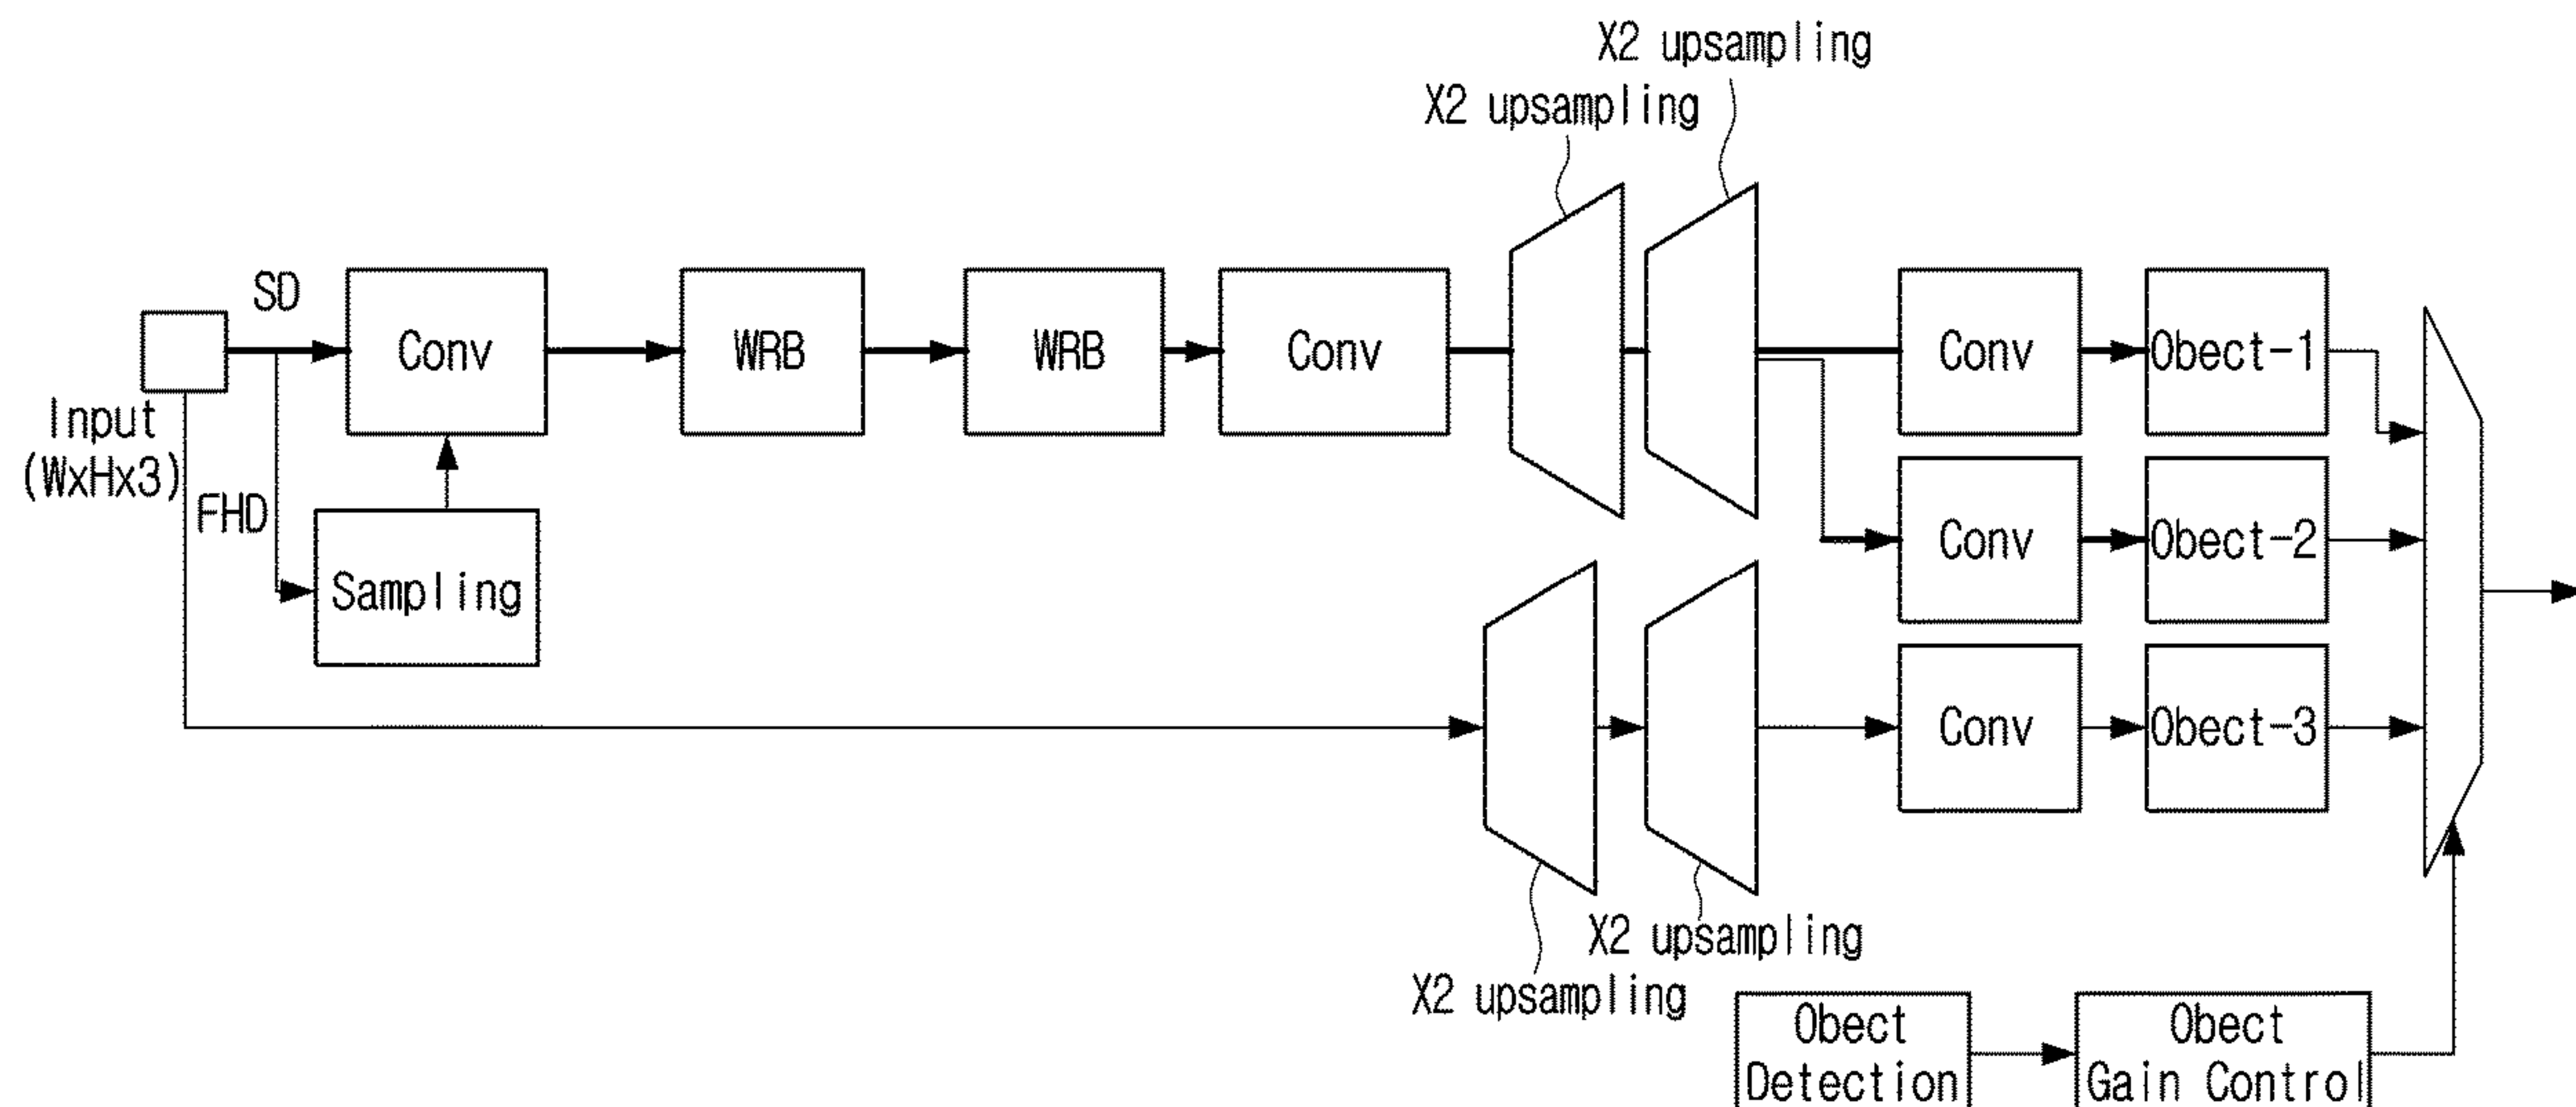 X2 upsampling
X2 upsampling
SD
Conv
WRB
WRB
Conv
Conv
Obect-1
Input
(WxHx3)
FHD
Sampling
Conv
Obect-2
Conv
Obect-3
X2 upsampling
X2 upsampling
Obect
Detection
Obect
Gain Control